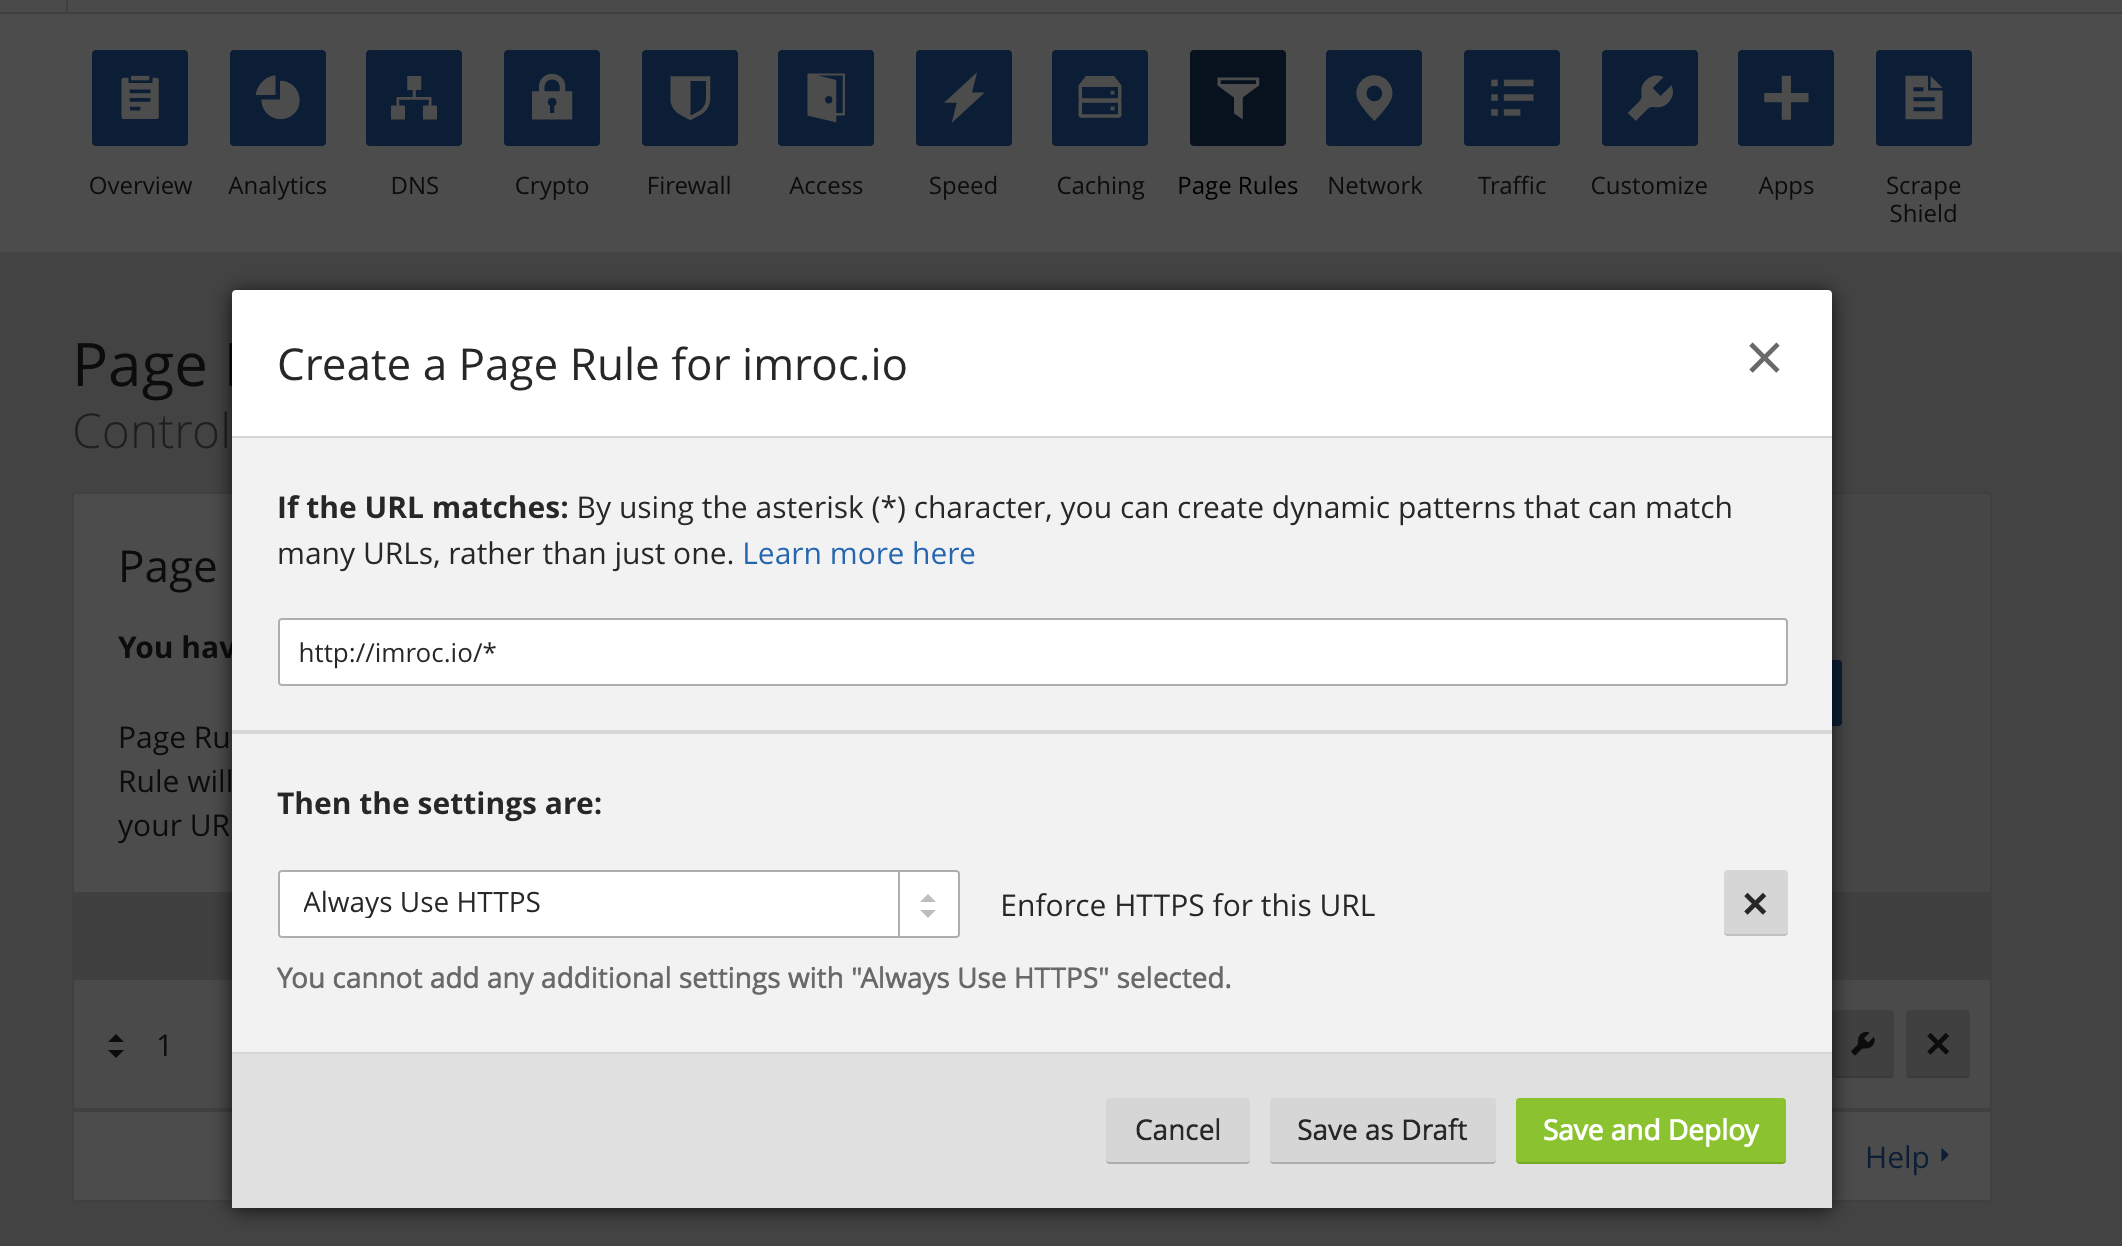 Overview Analytics DNS Crypto Firewall Access Speed Caching Page Rules Network Traffic Customize Apps Scrape
Shield
Page
Control
Create a Page Rule for imroc.io
If the URL matches: By using the asterisk (*) character, you can create dynamic patterns that can match
many URLs, rather than just one. Learn more here
http://imroc.io/*
Page
You hav
Page Ru
Rule will
your UR
Then the settings are:
Always Use HTTPS Enforce HTTPS for this URL
You cannot add any additional settings with "Always Use HTTPS" selected.
1
Cancel Save as Draft Save and Deploy
Help